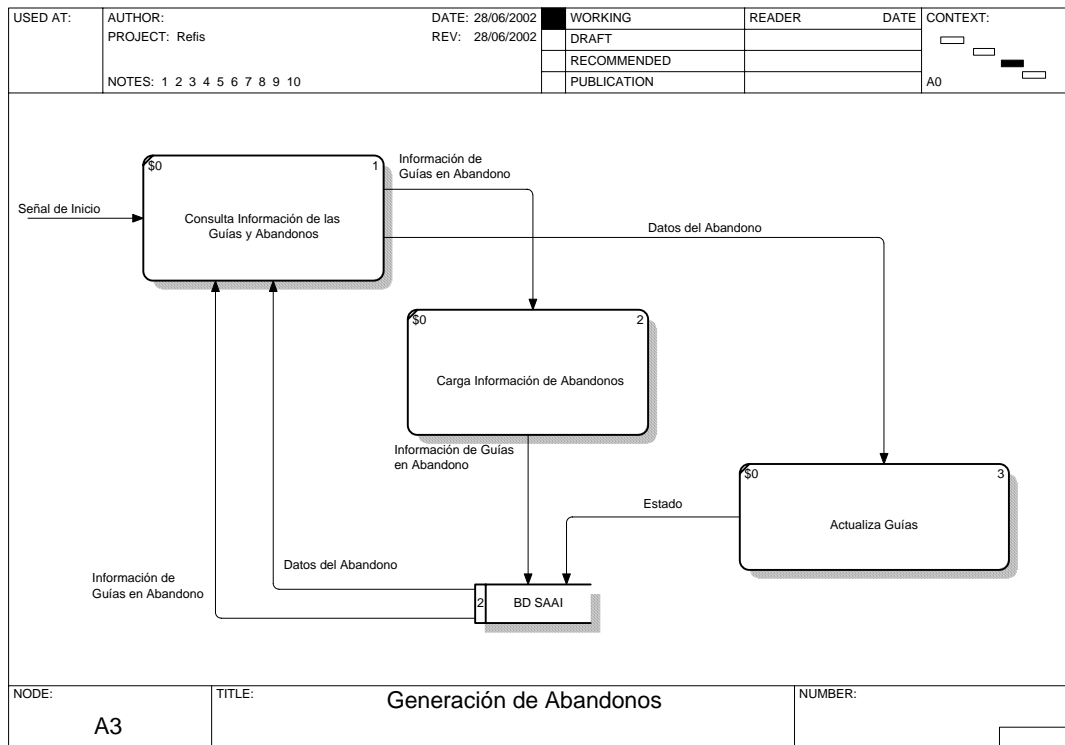 USED AT:
AUTHOR:
DATE: 28/06/2002
WORKING
READER
DATE
CONTEXT:
PROJECT: Refis
REV: 28/06/2002
DRAFT
RECOMMENDED
NOTES: 1 2 3 4 5 6 7 8 9 10
PUBLICATION
A0
$0
1
Consulta Información de las
Guías y Abandonos
Señal de Inicio
Información de
Guías en Abandono
Datos del Abandono
$0
2
Carga Información de Abandonos
Información de Guías
en Abandono
$0
3
Actualiza Guías
Estado
Datos del Abandono
Información de
Guías en Abandono
2
BD SAAI
NODE:
A3
TITLE:
Generación de Abandonos
NUMBER: